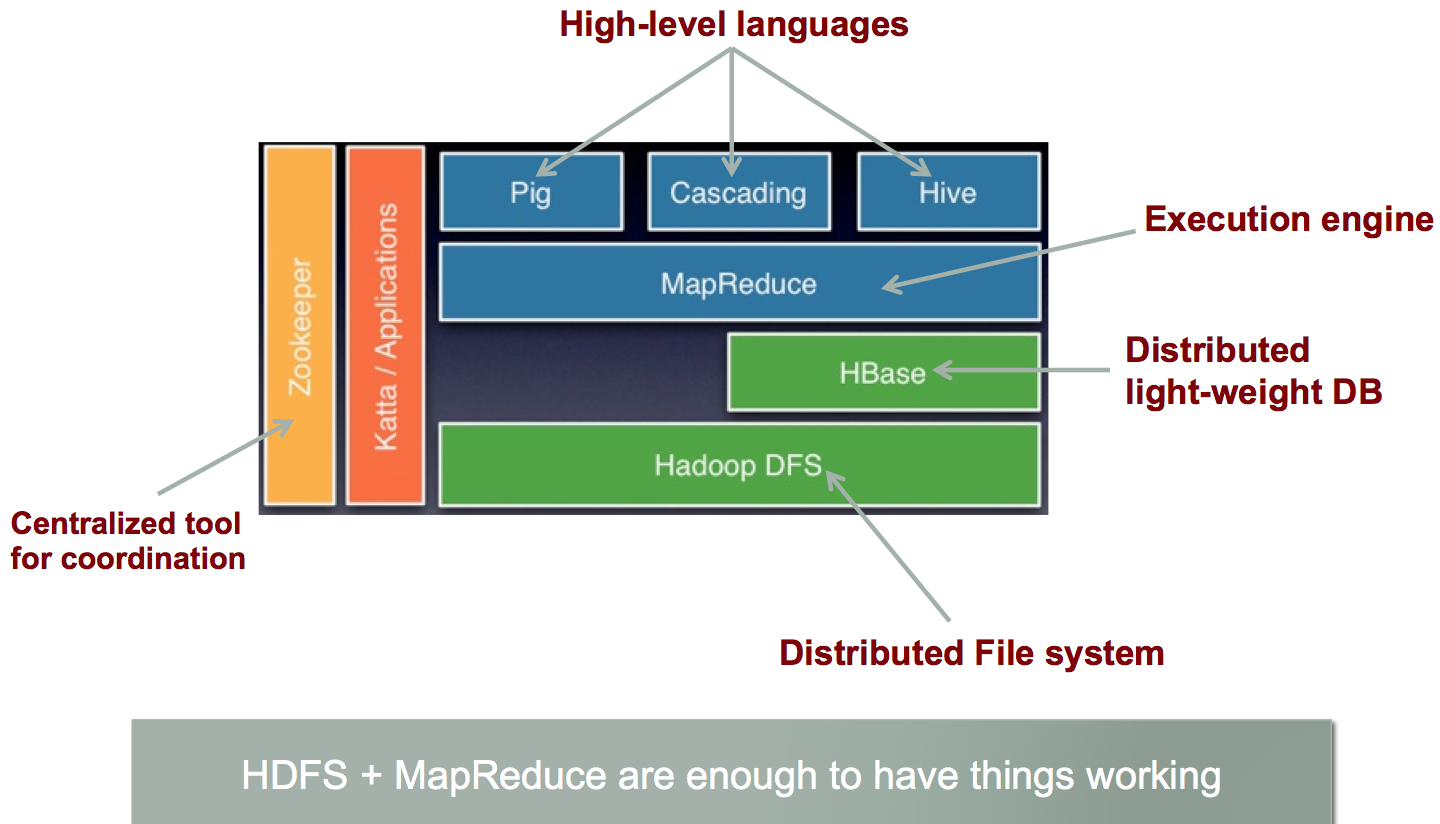 High-level languages
Pig
Cascading
Hive
Execution engine
MapReduce
Zookeeper
Katta / Applications
HBase
Distributed
light-weight DB
Hadoop DFS
Centralized tool
for coordination
Distributed File system
HDFS + MapReduce are enough to have things working